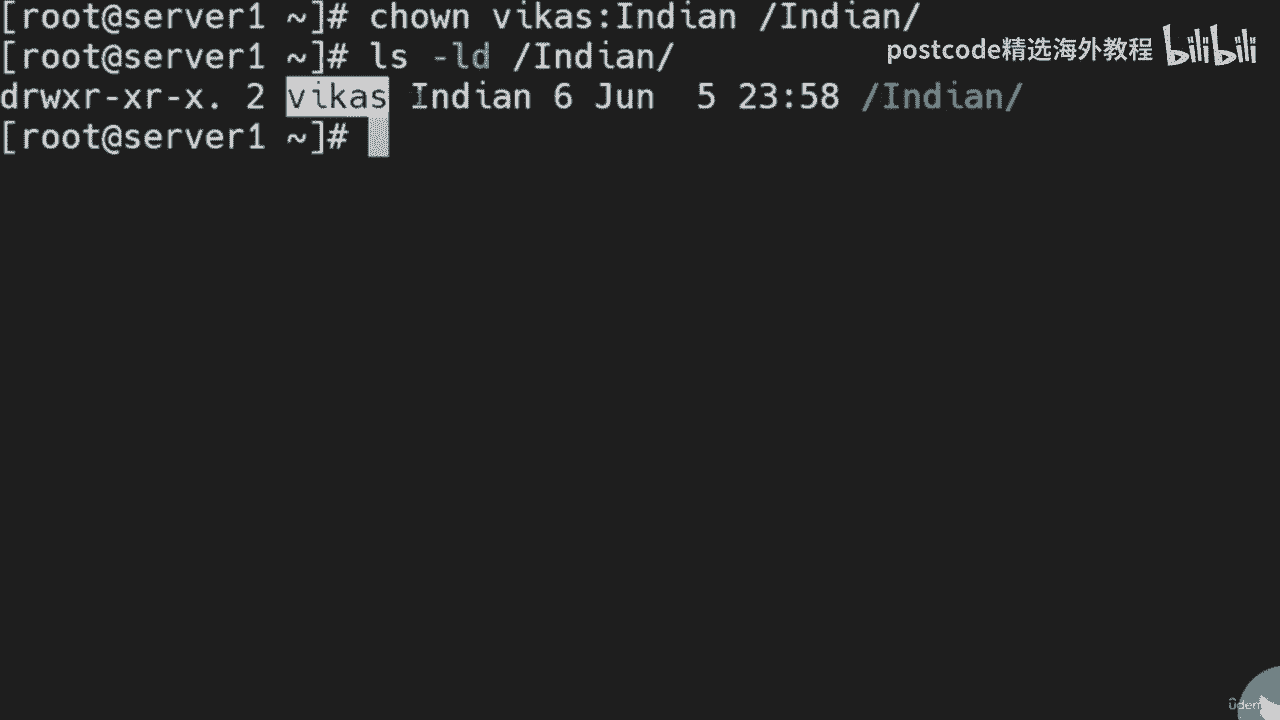 [root@server1 ~]# chown vikas:Indian /Indian/
[root@server1 ~]# ls -ld /Indian/
postcode精选海外教程 bilibili
drwxr-xr-x. 2 vikas Indian 6 Jun  5 23:58 /Indian/
[root@server1 ~]#